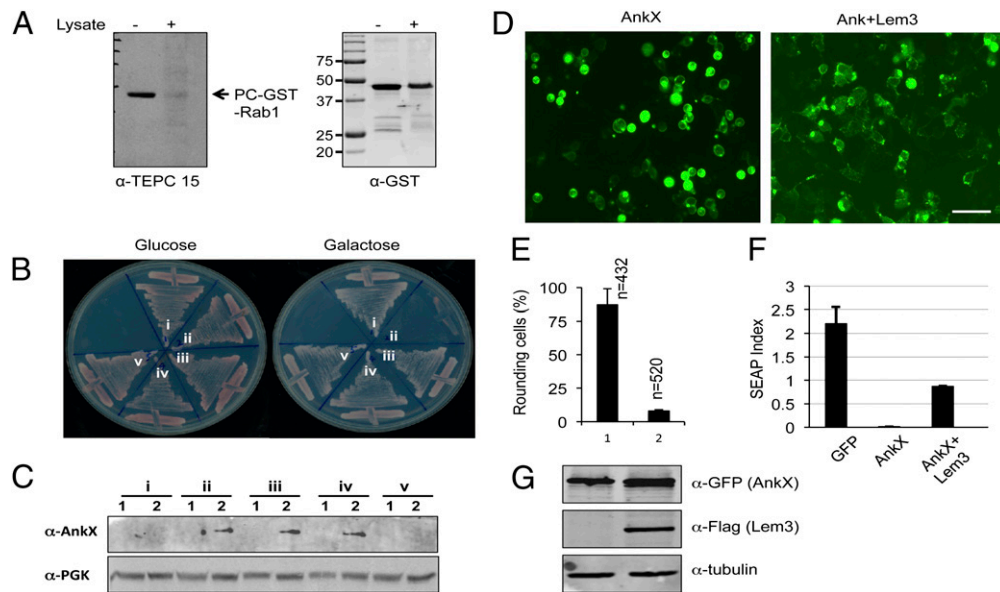 A
Lysate - +
PC-GST
-Rab1
α-TEPC 15
- +
75
50
37
25
20
α-GST
B
Glucose Galactose
i
ii
iii
iv
v
i
ii
iii
iv
v
C
i ii iii iv v
1 2 1 2 1 2 1 2 1 2
α-AnkX
α-PGK
D
AnkX Ank+Lem3
E
Rounding cells (%)
100
75
50
25
0
n=432
n=520
1 2
F
SEAP Index
3
2.5
2
1.5
1
0.5
0
GFP
AnkX
AnkX+
Lem3
G
α-GFP (AnkX)
α-Flag (Lem3)
α-tubulin